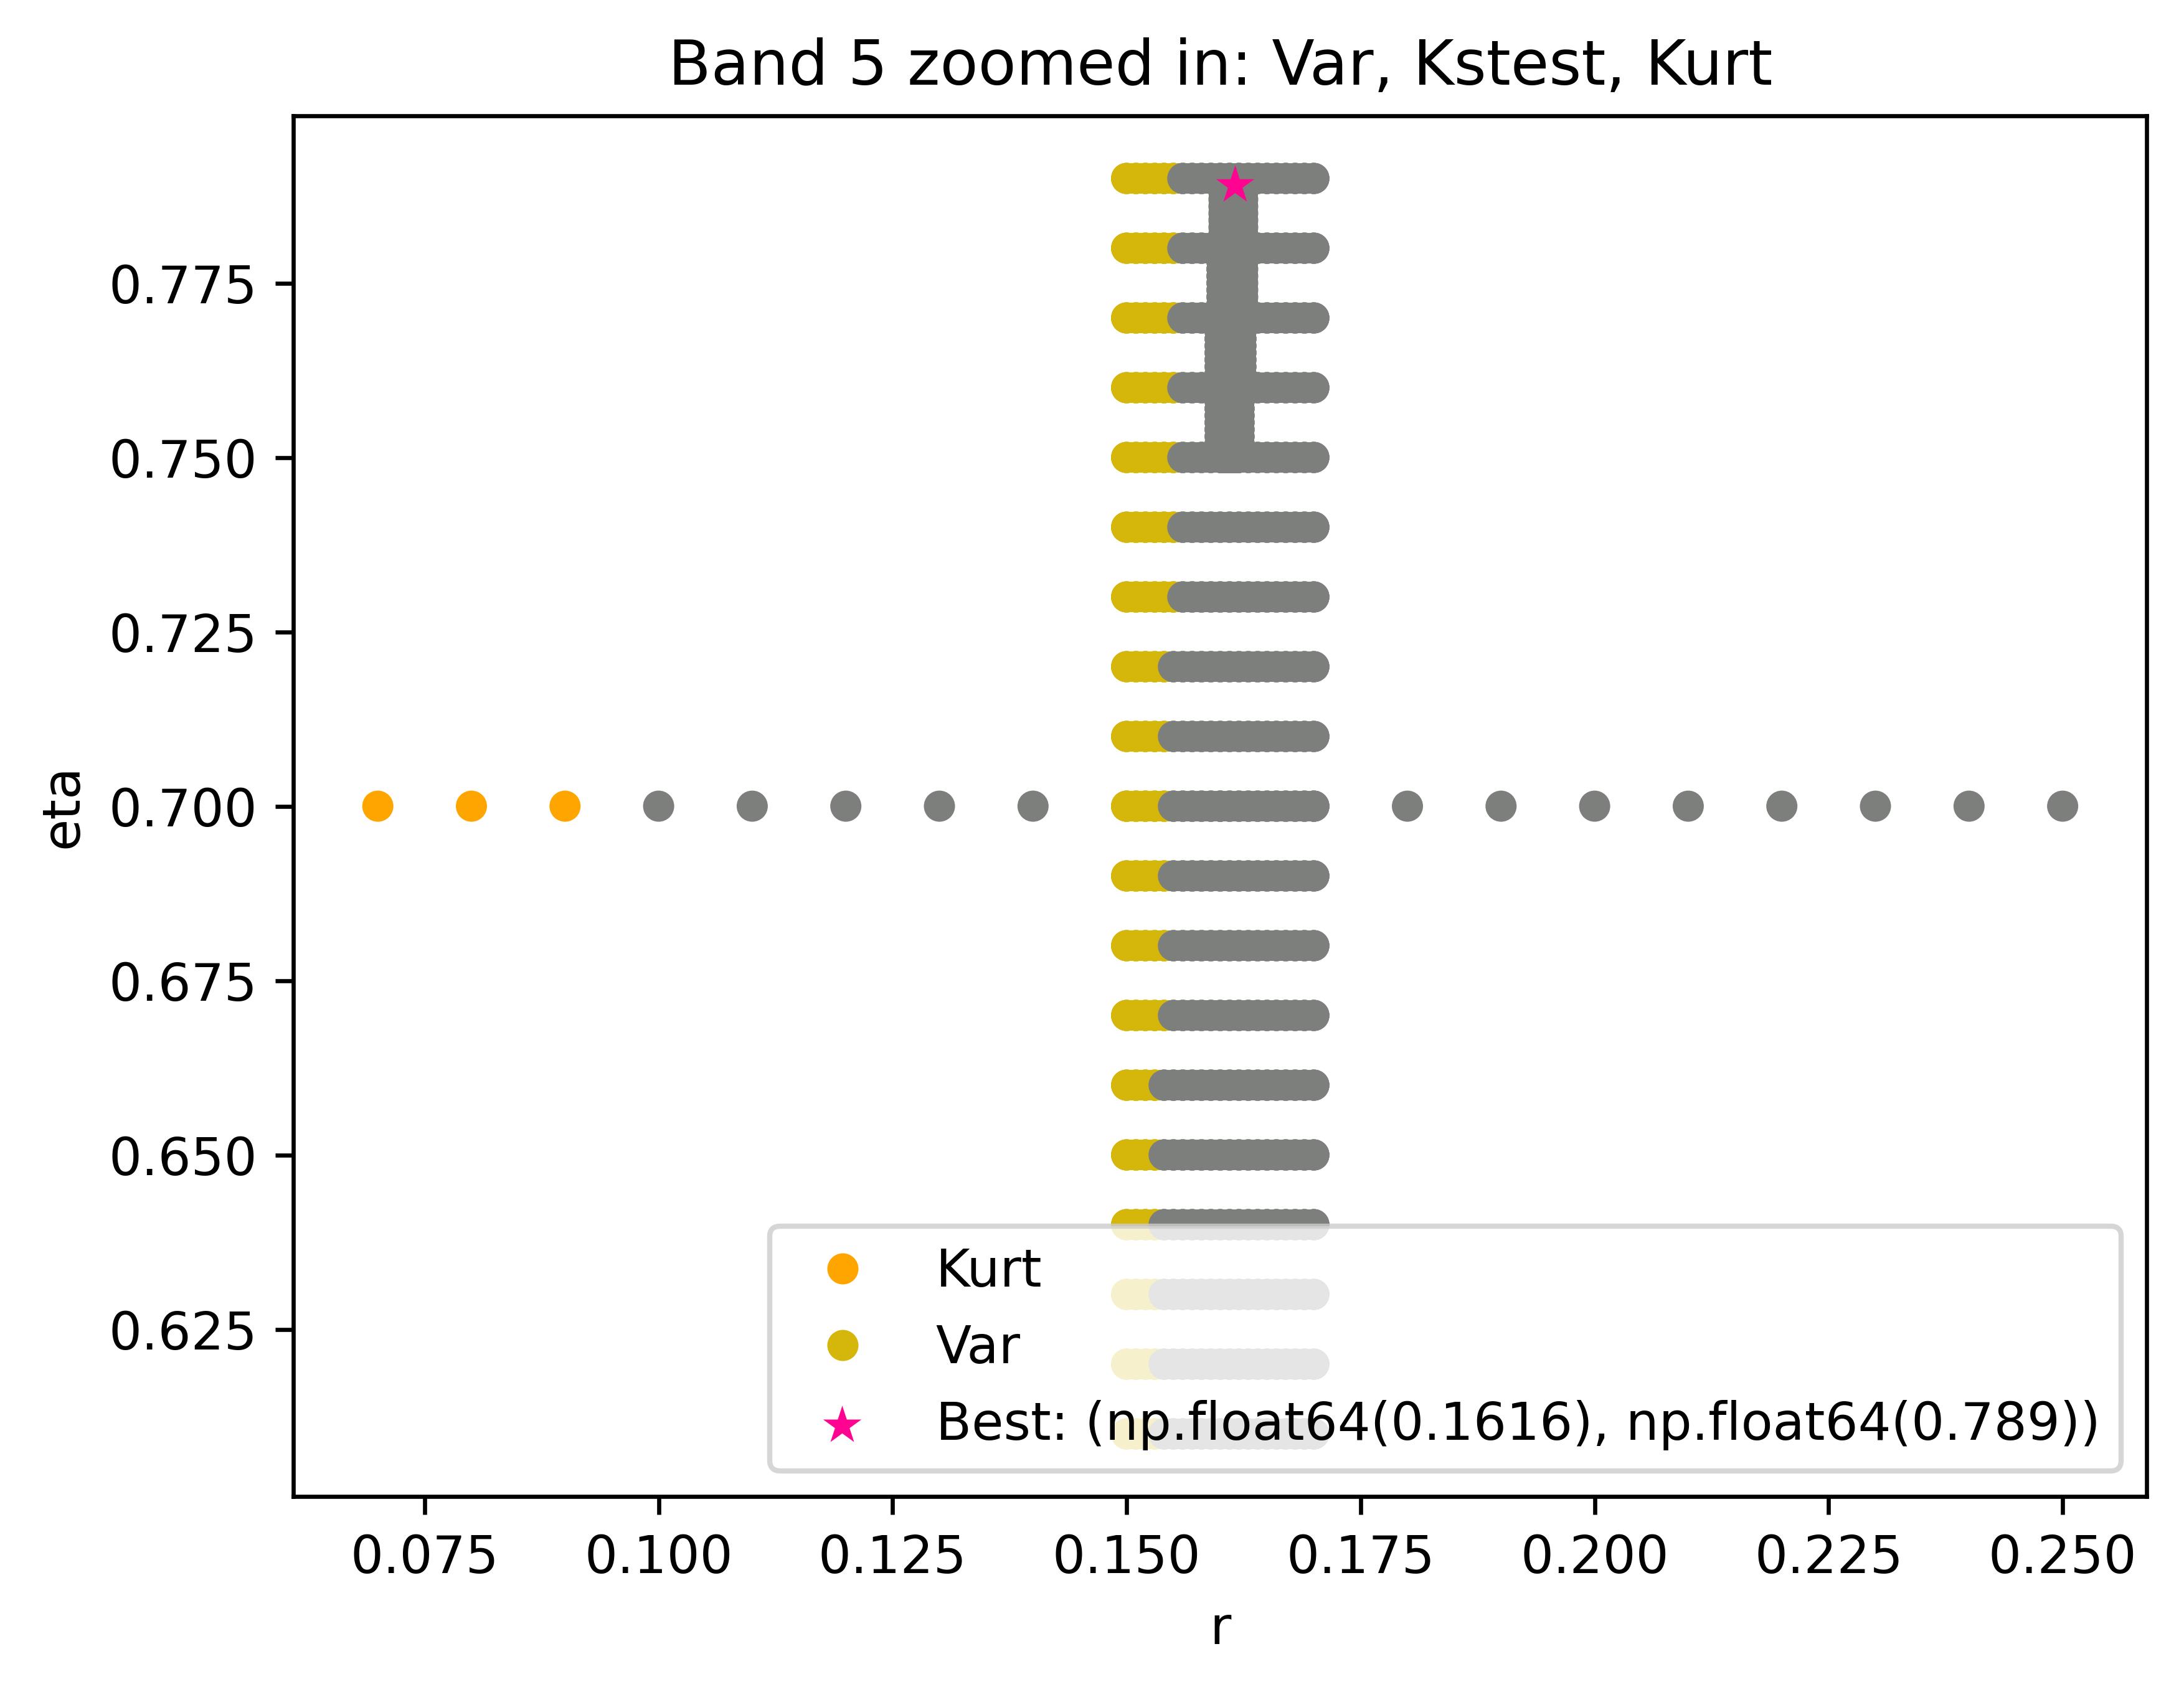 Band 5 zoomed in: Var, Kstest, Kurt
0.775
0.750
0.725
0.700
0.675
0.650
0.625
eta
Kurt
Var
Best: (np.float64(0.1616), np.float64(0.789))
0.075 0.100 0.125 0.150 0.175 0.200 0.225 0.250
r